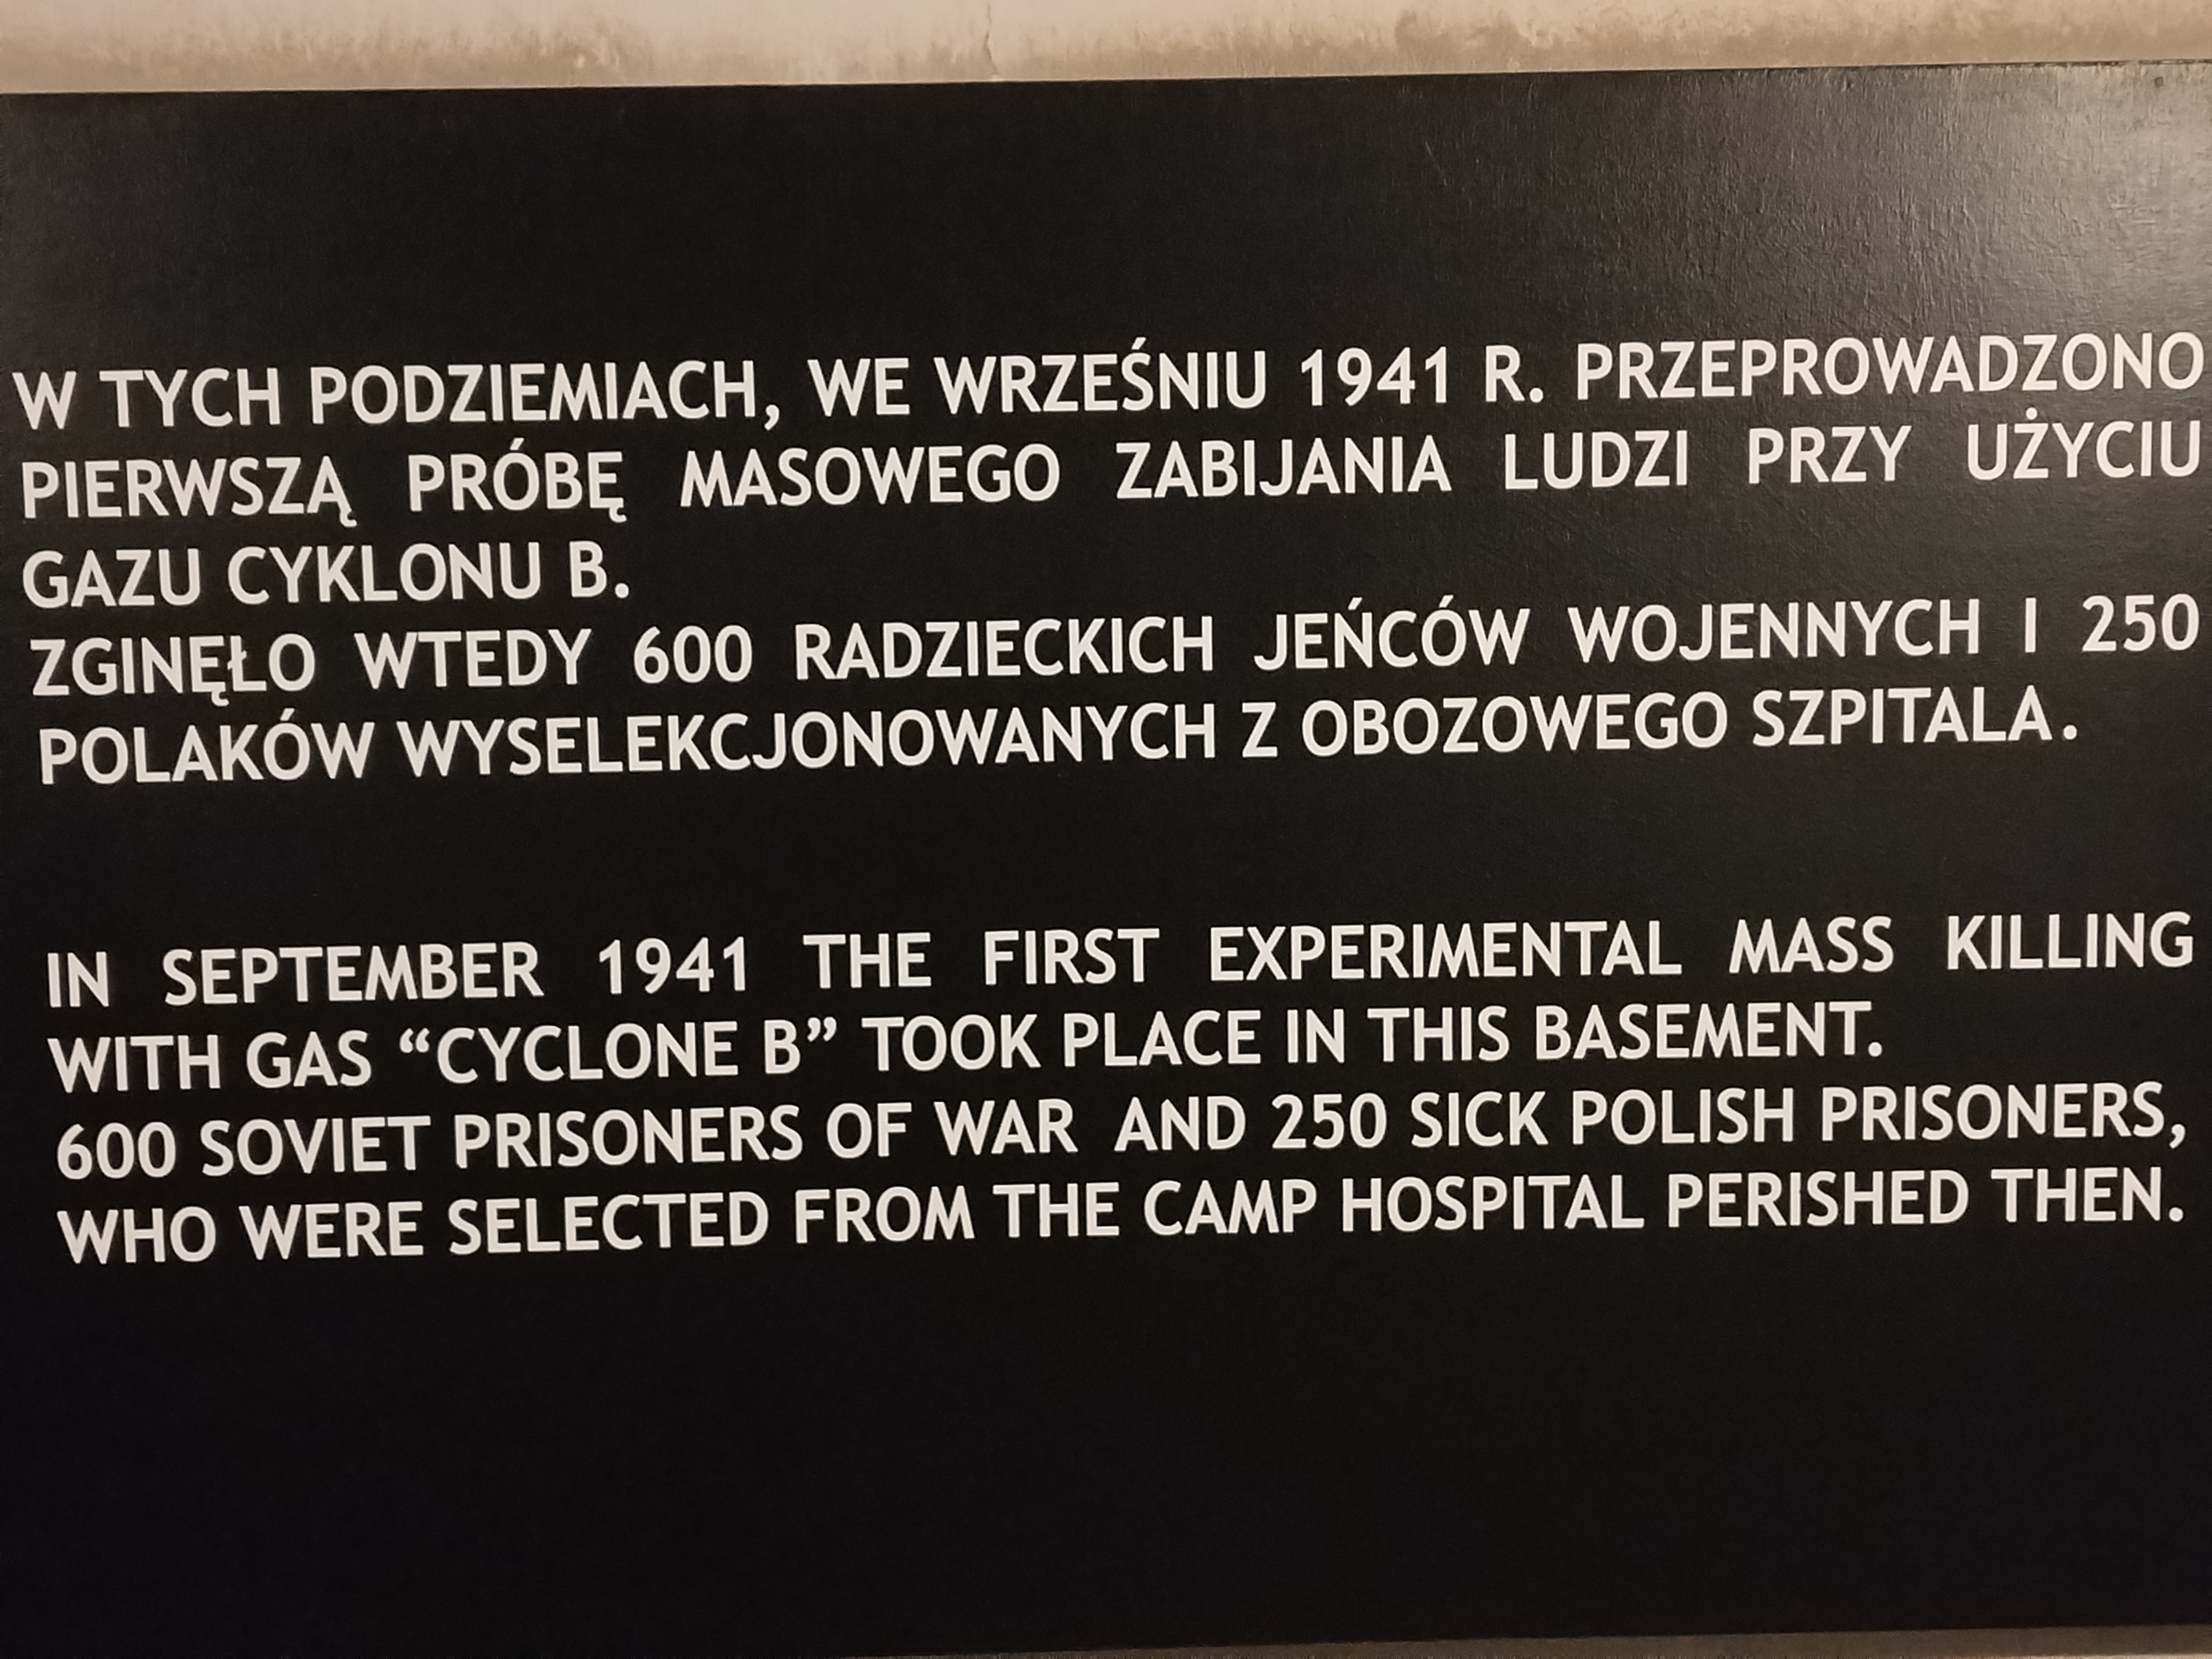 W TYCH PODZIEMIACH, WE WRZEŚNIU 1941 R. PRZEPROWADZONO
PIERWSZĄ PRÓBĘ MASOWEGO ZABIJANIA LUDZI PRZY UŻYCIU
GAZU CYKLONU B.
ZGINĘŁO WTEDY 600 RADZIECKICH JEŃCÓW WOJENNYCH I 250
POLAKÓW WYSELEKCJONOWANYCH Z OBOZOWEGO SZPITALA.
IN SEPTEMBER 1941 THE FIRST EXPERIMENTAL MASS KILLING
WITH GAS “CYCLONE B” TOOK PLACE IN THIS BASEMENT.
600 SOVIET PRISONERS OF WAR AND 250 SICK POLISH PRISONERS,
WHO WERE SELECTED FROM THE CAMP HOSPITAL PERISHED THEN.